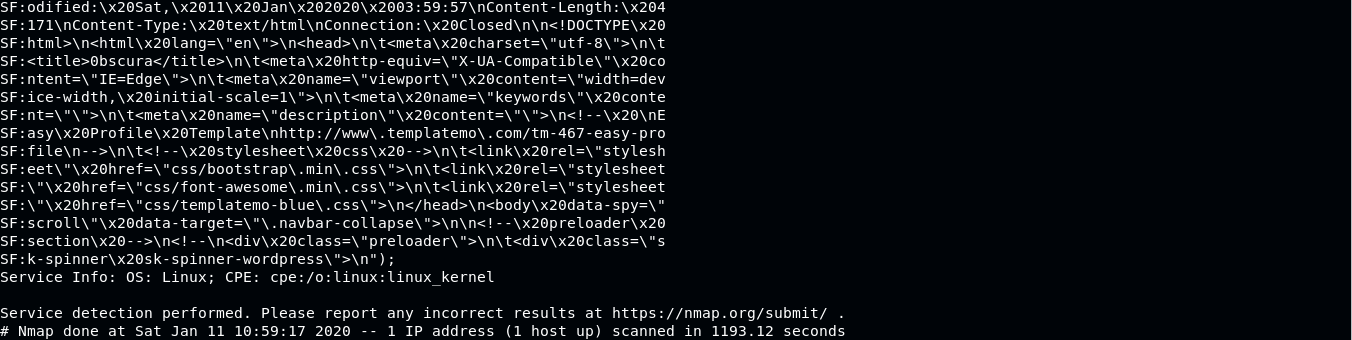 SF:odified:\x20Sat,\x2011\x20Jan\x202020\x2003:59:57\nContent-Length:\x204
SF:171\nContent-Type:\x20text/html\nConnection:\x20Closed\n\n<!DOCTYPE\x20
SF:html>\n<html\x20lang=\"en\">\n<head>\n\t<meta\x20charset=\"utf-8\">\n\t
SF:<title>0bscura</title>\n\t<meta\x20http-equiv=\"X-UA-Compatible\"\x20co
SF:ntent=\"IE=Edge\">\n\t<meta\x20name=\"viewport\"\x20content=\"width=dev
SF:ice-width,\x20initial-scale=1\">\n\t<meta\x20name=\"keywords\"\x20conte
SF:nt=\"\">\n\t<meta\x20name=\"description\"\x20content=\"\">\n<!--\x20\nE
SF:asy\x20Profile\x20Template\nhttp://www\.templatemo\.com/tm-467-easy-pro
SF:file\n-->\n\t<!--\x20stylesheet\x20css\x20-->\n\t<link\x20rel=\"stylesh
SF:eet\"\x20href=\"css/bootstrap\.min\.css\">\n\t<link\x20rel=\"stylesheet
SF:\"\x20href=\"css/font-awesome\.min\.css\">\n\t<link\x20rel=\"stylesheet
SF:\"\x20href=\"css/templatemo-blue\.css\">\n</head>\n<body\x20data-spy=\"
SF:scroll\"\x20data-target=\"\.navbar-collapse\">\n\n<!--\x20preloader\x20
SF:section\x20-->\n<!--\n<div\x20class=\"preloader\">\n\t<div\x20class=\"s
SF:k-spinner\x20sk-spinner-wordpress\">\n");
Service Info: OS: Linux; CPE: cpe:/o:linux:linux_kernel
Service detection performed. Please report any incorrect results at https://nmap.org/submit/ .
# Nmap done at Sat Jan 11 10:59:17 2020 -- 1 IP address (1 host up) scanned in 1193.12 seconds